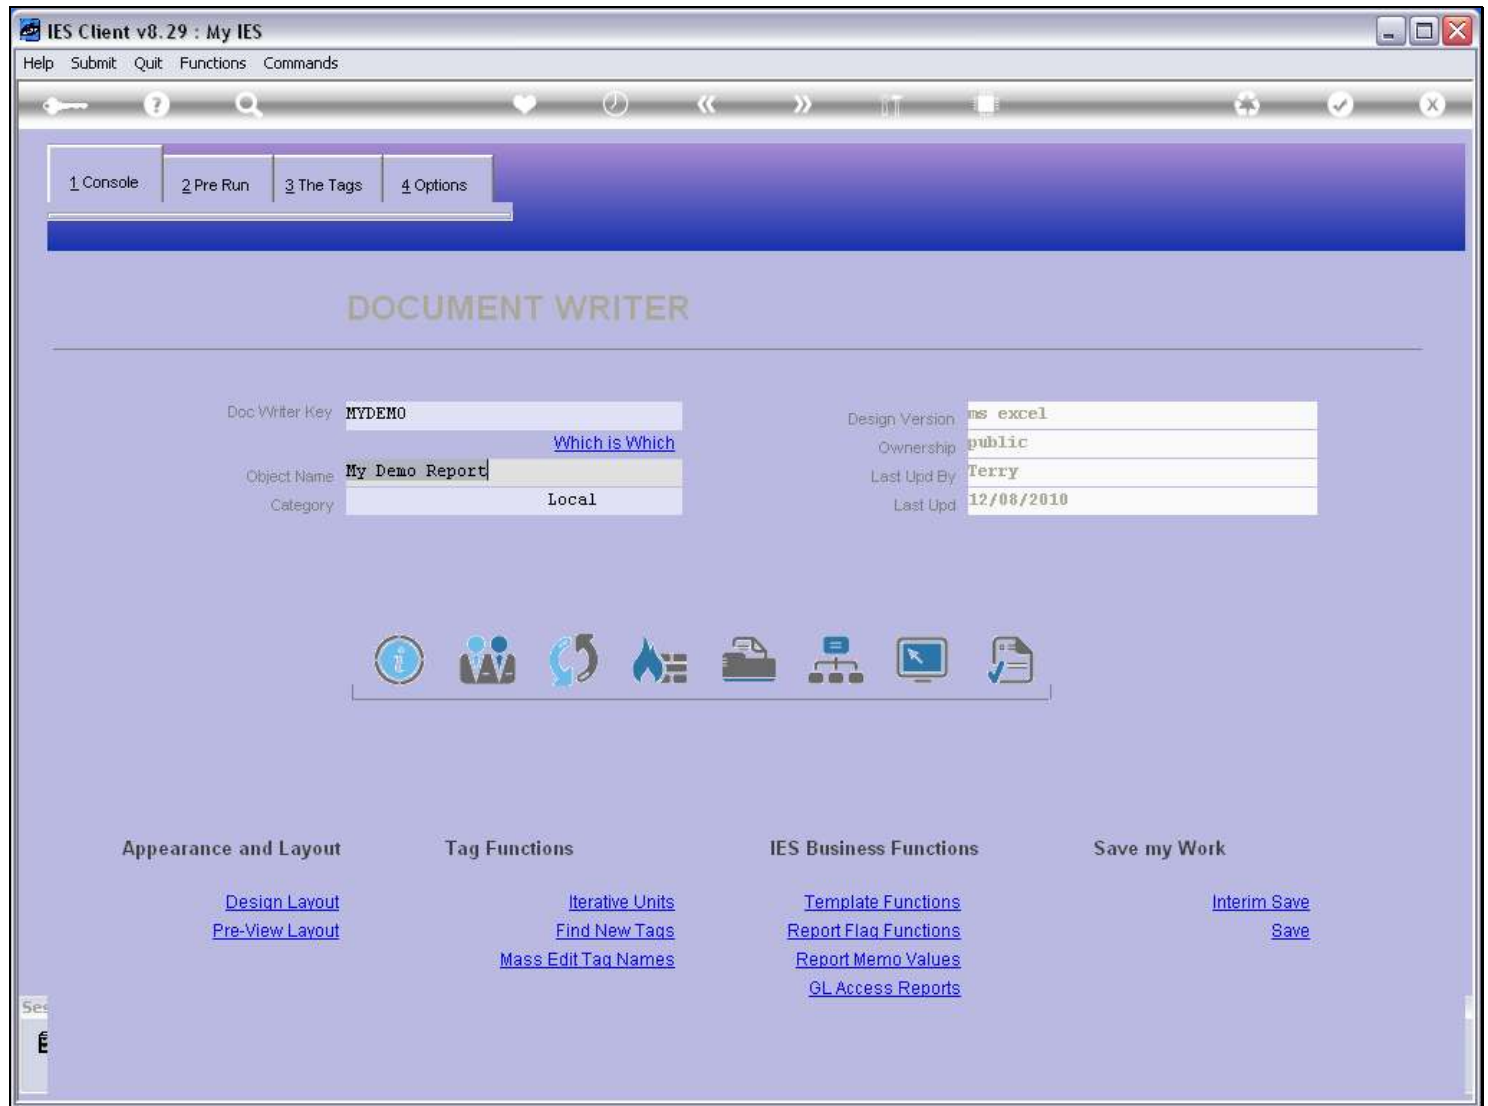 IES Client v8.29 : My IES
Help Submit Quit Functions Commands
1 Console 2 Pre Run 3 The Tags 4 Options
DOCUMENT WRITER
Doc Writer Key MYDEMO
Which is Which
Object Name My Demo Report
Category Local
Design Version ms excel
Ownership public
Last Upd By Terry
Last Upd 12/08/2010
Appearance and Layout
Design Layout
Pre-View Layout
Tag Functions
Iterative Units
Find New Tags
Mass Edit Tag Names
IES Business Functions
Template Functions
Report Flag Functions
Report Memo Values
GL Access Reports
Save my Work
Interim Save
Save